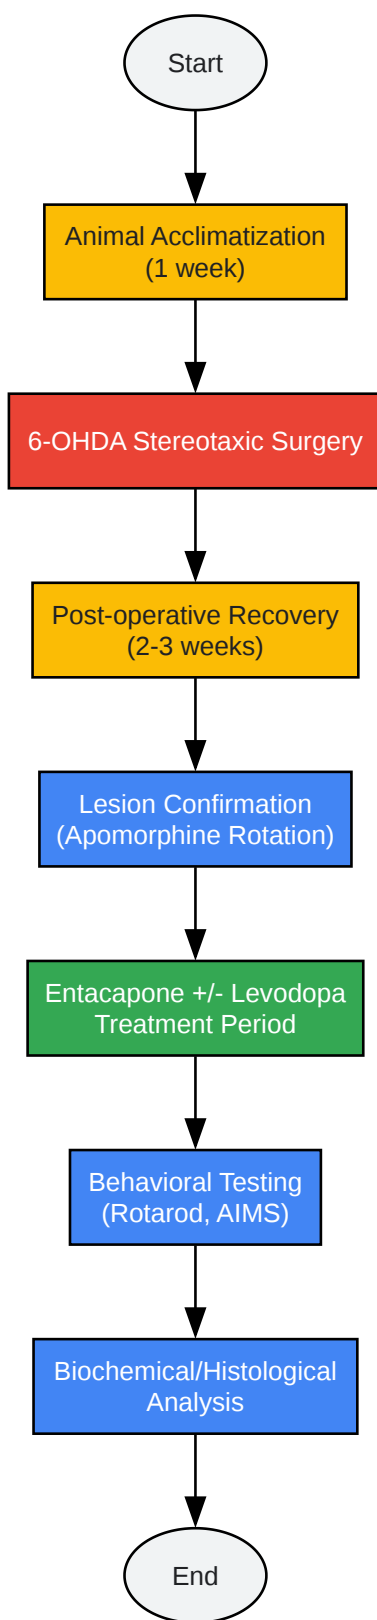 Start
Animal Acclimatization
(1 week)
6-OHDA Stereotaxic Surgery
Post-operative Recovery
(2-3 weeks)
Lesion Confirmation
(Apomorphine Rotation)
Entacapone +/- Levodopa
Treatment Period
Behavioral Testing
(Rotarod, AIMS)
Biochemical/Histological
Analysis
End